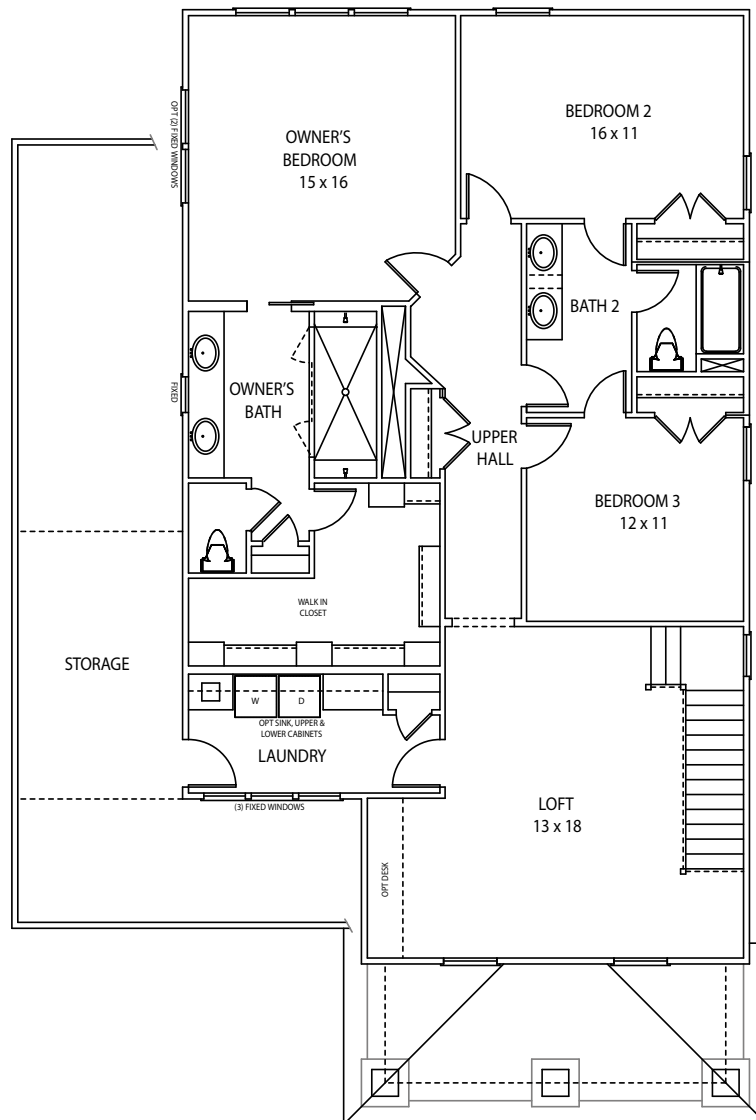 OPT (2) FIXED WINDOWS
OWNER'S
BEDROOM
15 x 16
BEDROOM 2
16 x 11
BATH 2
FIXED
OWNER'S
BATH
UPPER
HALL
BEDROOM 3
12 x 11
WALK IN
CLOSET
STORAGE
W
D
OPT SINK, UPPER &
LOWER CABINETS
LAUNDRY
(3) FIXED WINDOWS
LOFT
13 x 18
OPT DESK